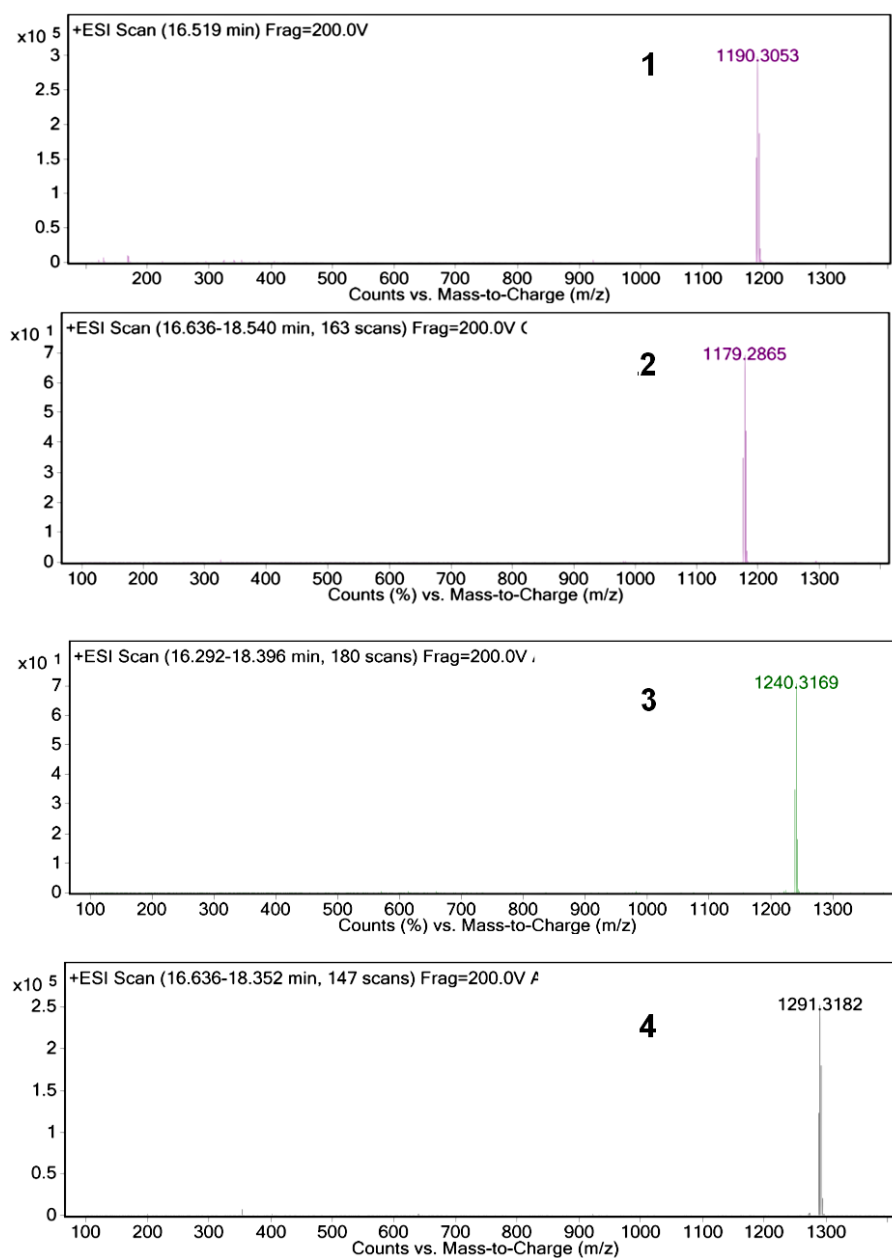 x10 5
+ESI Scan (16.519 min) Frag=200.0V
1
1190.3053
3
2.5
2
1.5
1
0.5
0
200 300 400 500 600 700 800 900 1000 1100 1200 1300
Counts vs. Mass-to-Charge (m/z)
x10 1
+ESI Scan (16.636-18.540 min, 163 scans) Frag=200.0V C
.2
1179.2865
7
6
5
4
3
2
1
0
100 200 300 400 500 600 700 800 900 1000 1100 1200 1300
Counts (%) vs. Mass-to-Charge (m/z)
x10 1
+ESI Scan (16.292-18.396 min, 180 scans) Frag=200.0V
3
1240.3169
7
6
5
4
3
2
1
0
100 200 300 400 500 600 700 800 900 1000 1100 1200 1300
Counts (%) vs. Mass-to-Charge (m/z)
x10 5
+ESI Scan (16.636-18.352 min, 147 scans) Frag=200.0V
4
1291.3182
2.5
2
1.5
1
0.5
0
100 200 300 400 500 600 700 800 900 1000 1100 1200 1300
Counts vs. Mass-to-Charge (m/z)